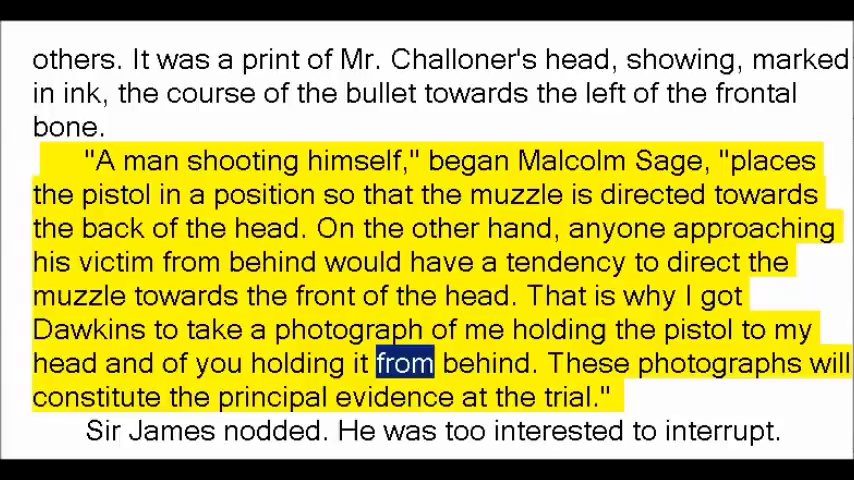 others. It was a print of Mr. Challoner's head, showing, marked
in ink, the course of the bullet towards the left of the frontal
bone.
"A man shooting himself," began Malcolm Sage, "places
the pistol in a position so that the muzzle is directed towards
the back of the head. On the other hand, anyone approaching
his victim from behind would have a tendency to direct the
muzzle towards the front of the head. That is why I got
Dawkins to take a photograph of me holding the pistol to my
head and of you holding it from behind. These photographs will
constitute the principal evidence at the trial."
Sir James nodded. He was too interested to interrupt.